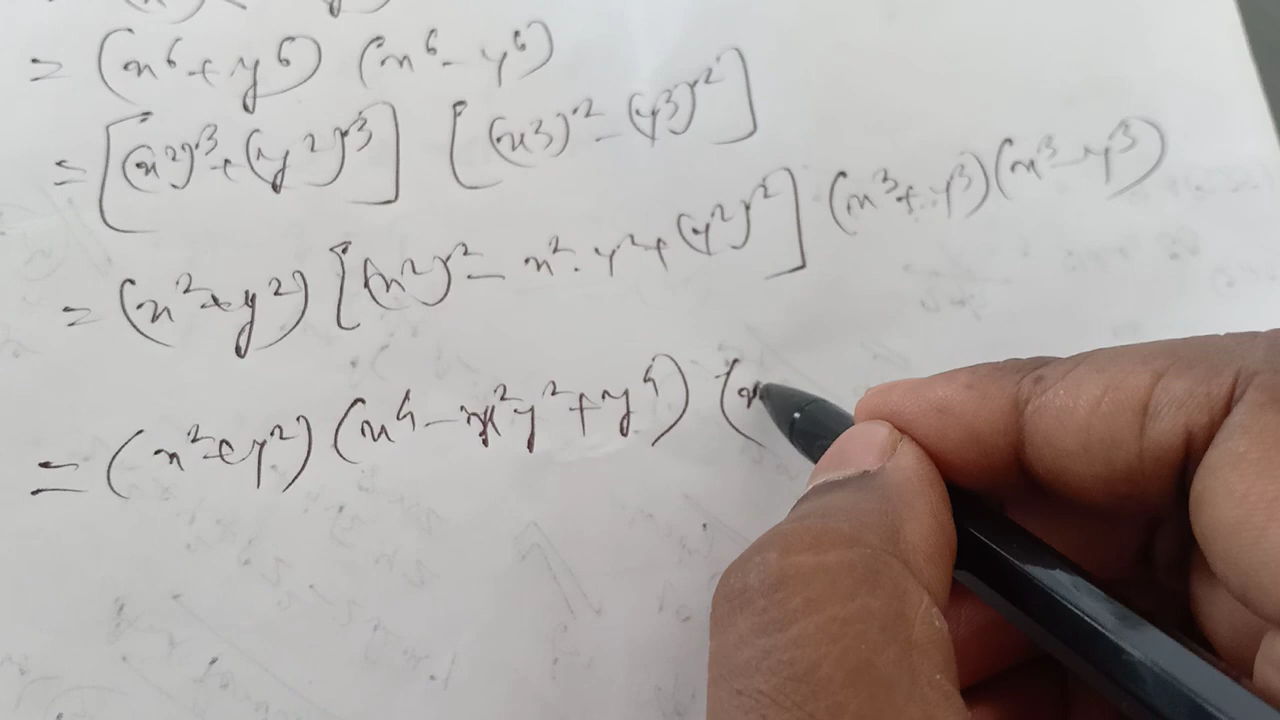 = (x⁶+y⁶) (x⁶-y⁶)
= [(x²)³+(y²)³] [(x³)²-(y³)²]
= (x²+y²) [(x²)²-x².y²+(y²)²] (x³+y³)(x³-y³)
= (x²+y²) (x⁴-x²y²+y⁴) (x